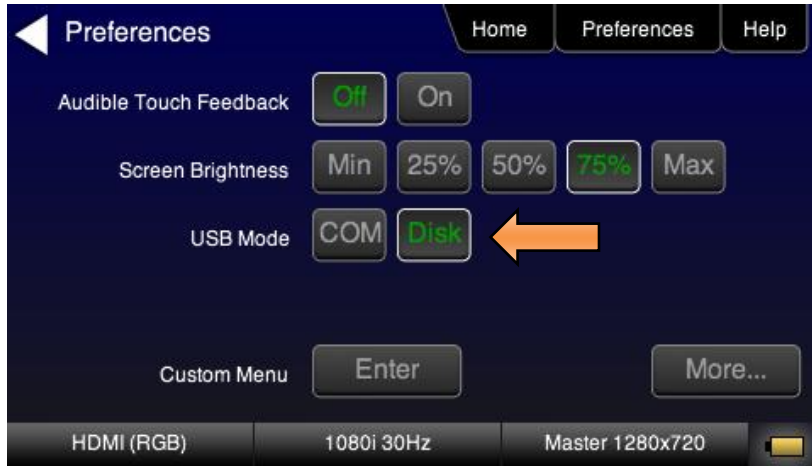 Preferences Home Preferences Help
Audible Touch Feedback Off On
Screen Brightness Min 25% 50% 75% Max
USB Mode COM Disk
Custom Menu Enter More...
HDMI (RGB) 1080i 30Hz Master 1280x720